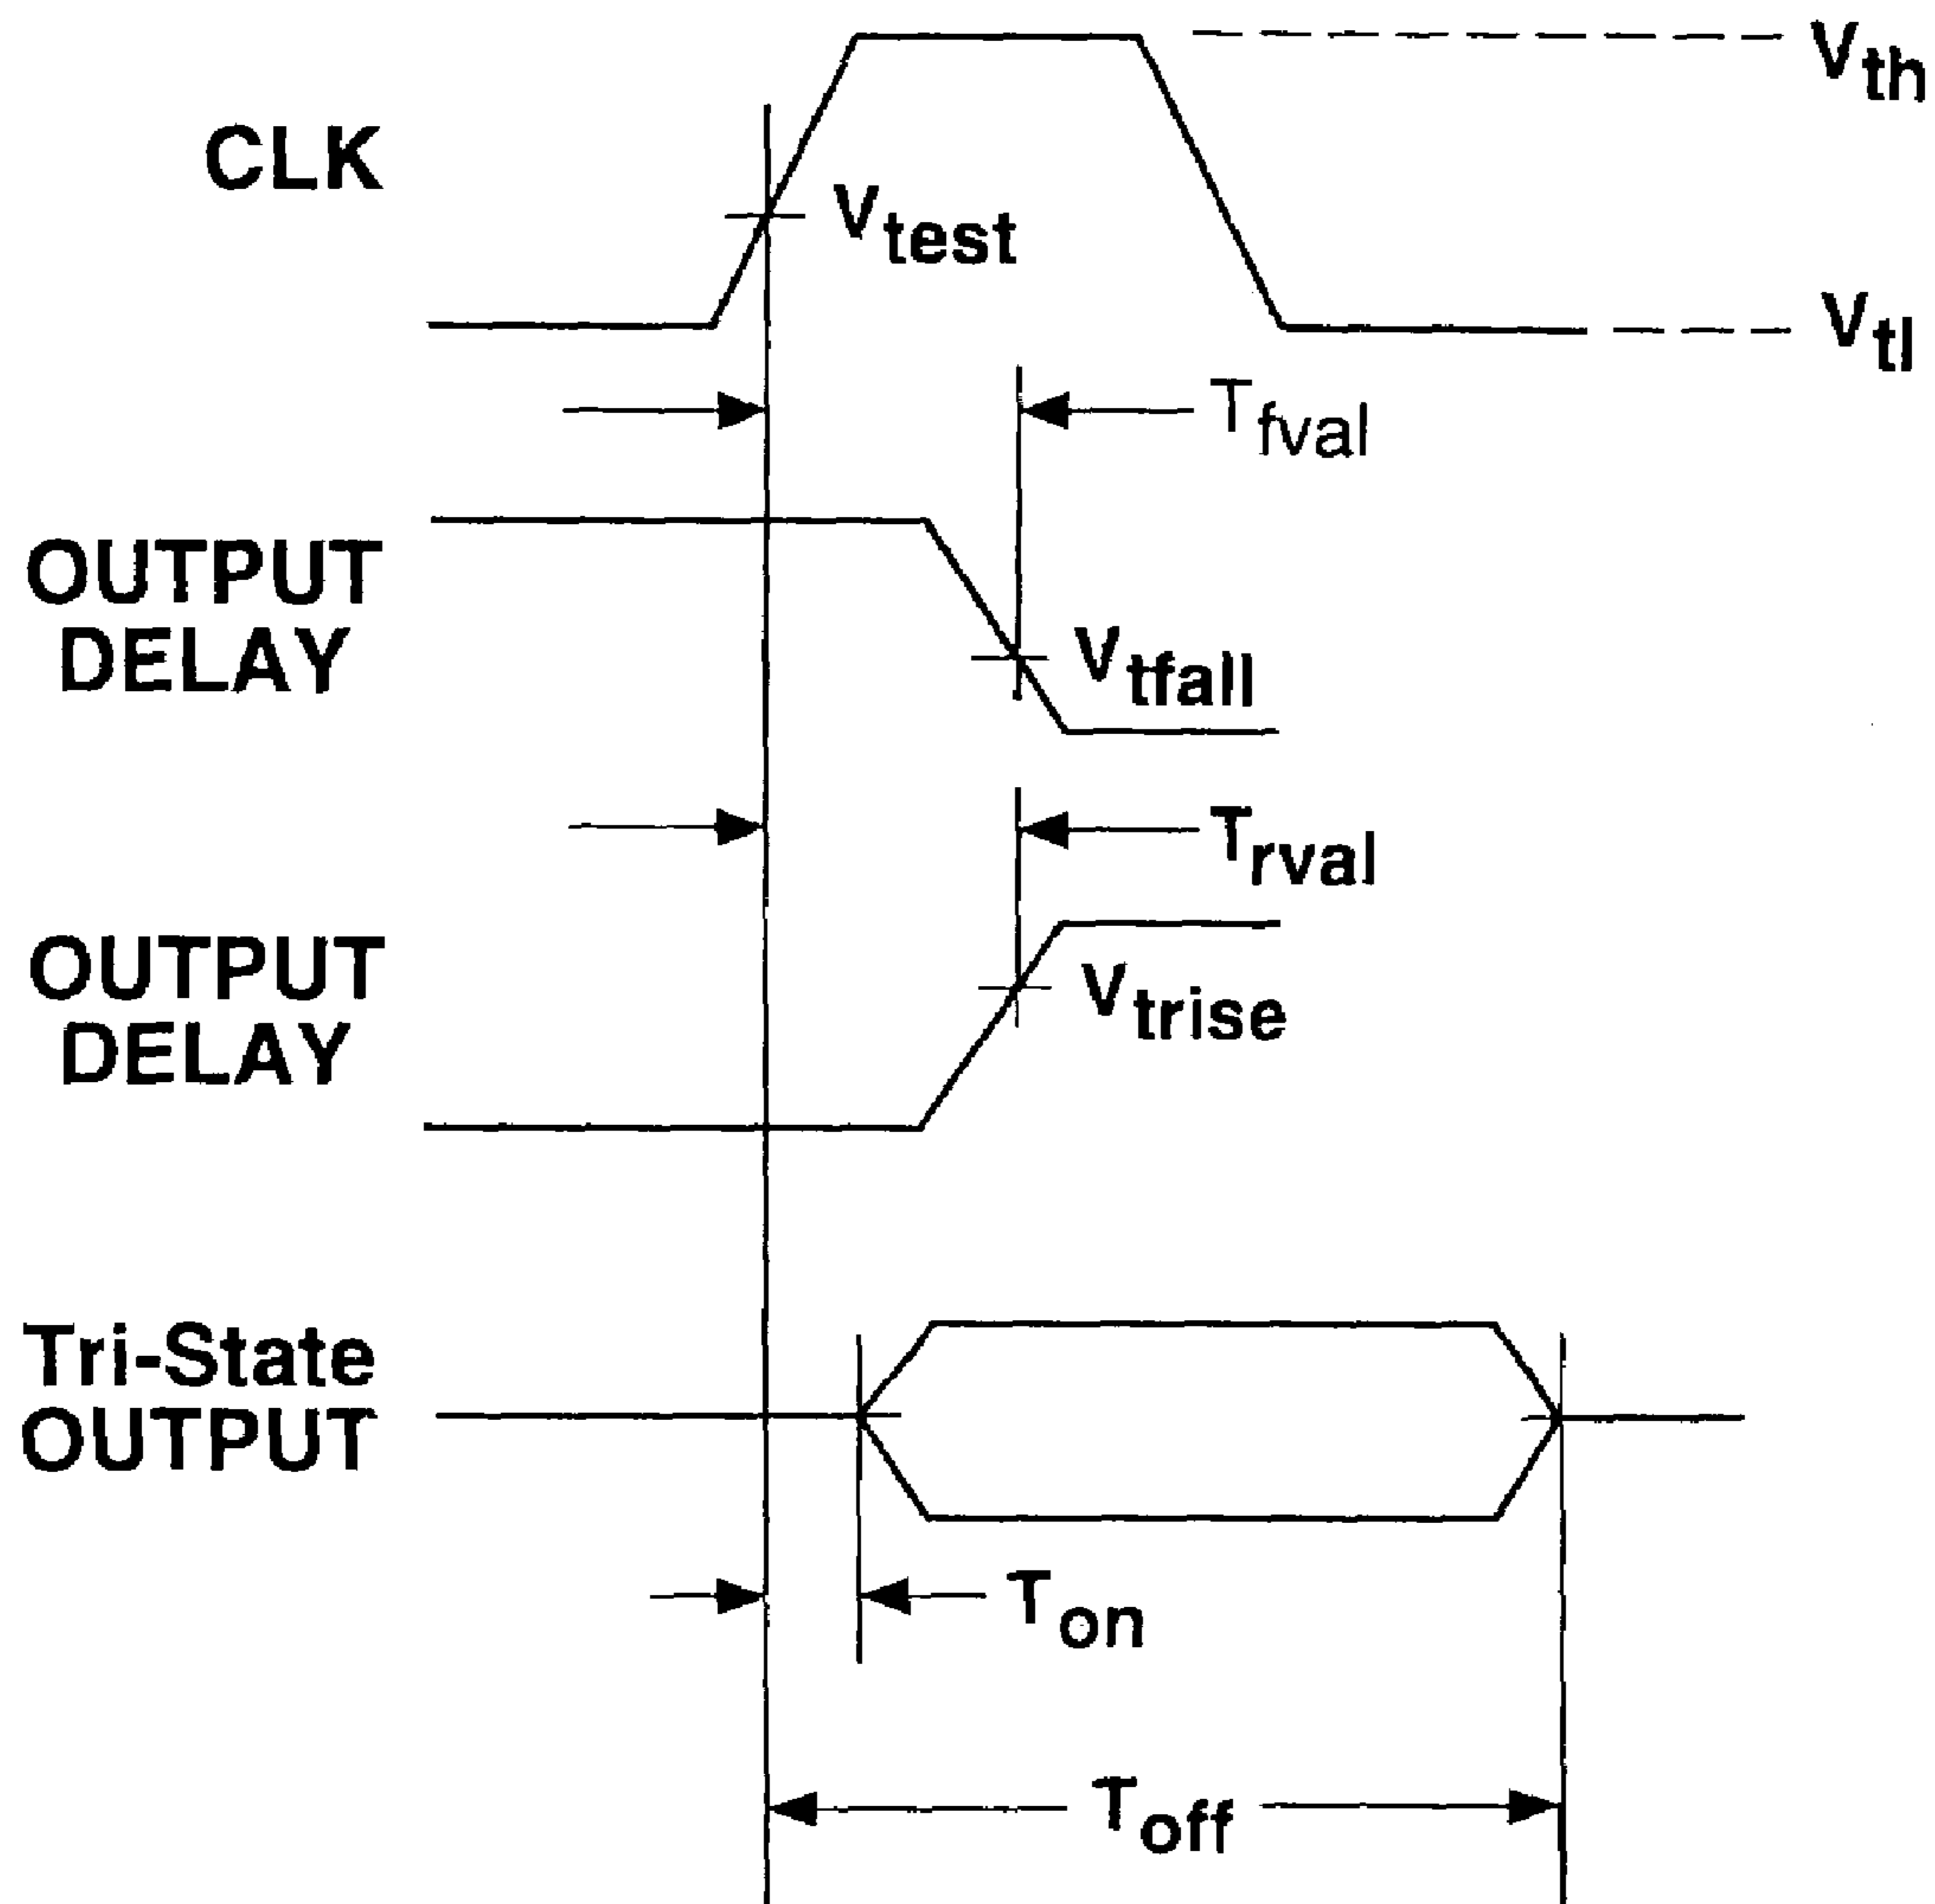 Vth
CLK
Vtest
Vtl
Tfval
OUTPUT
DELAY
Vtfall
Trval
OUTPUT
DELAY
Vtrise
Tri-State
OUTPUT
Ton
Toff